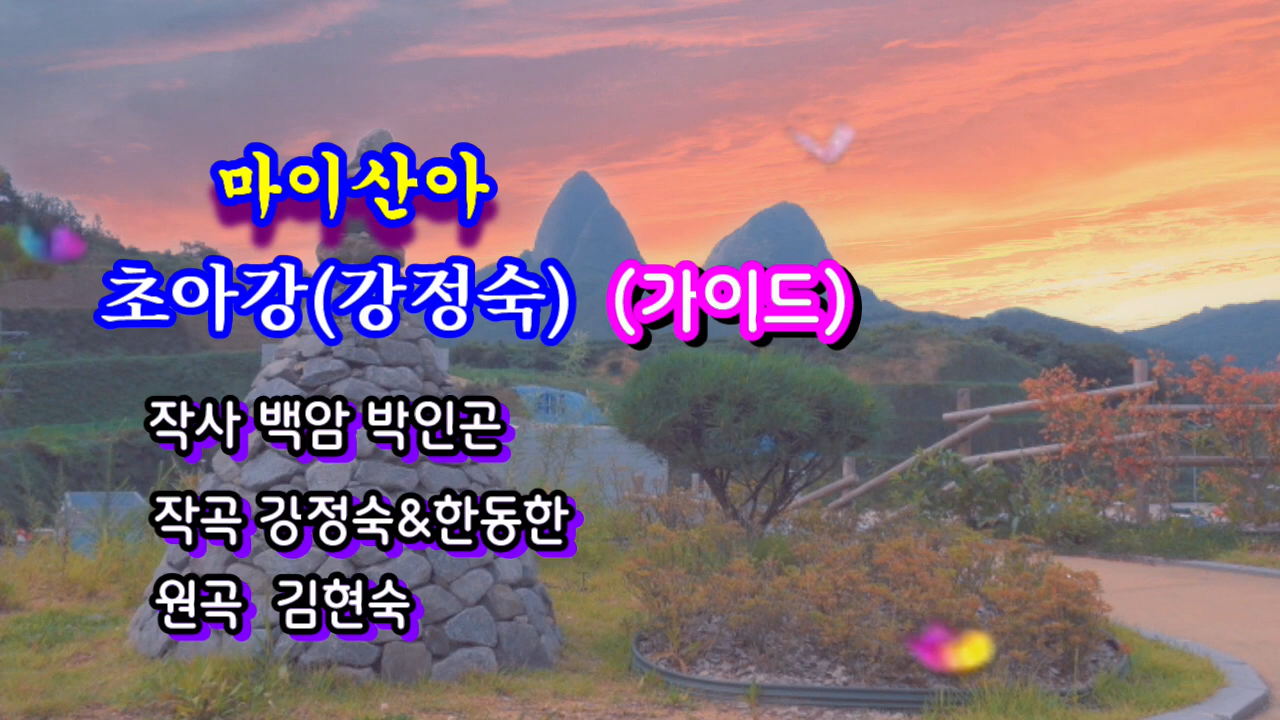 마이산아
초아강(강정숙) (가이드)
작사 백암 박인곤
작곡 강정숙&한동한
원곡 김현숙